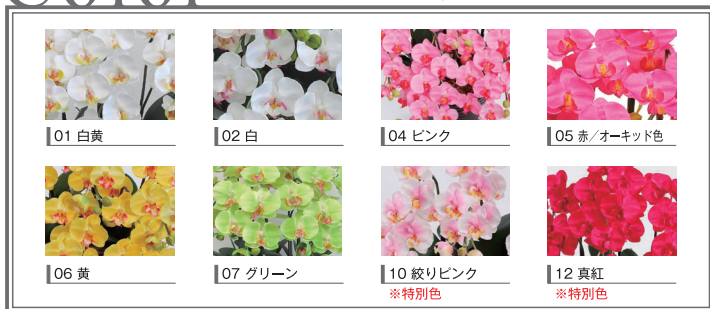 Color
01 白黄
02 白
04 ピンク
05 赤／オーキッド色
06 黄
07 グリーン
10 絞りピンク
※特別色
12 真紅
※特別色